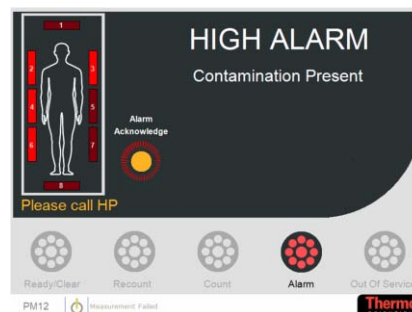 HIGH ALARM
Contamination Present
1
2
3
4
5
6
7
8
Alarm
Acknowledge
Please call HP
Ready/Clear
Recount
Count
Alarm
Out Of Service
PM12
Measurement Failed
Thermo